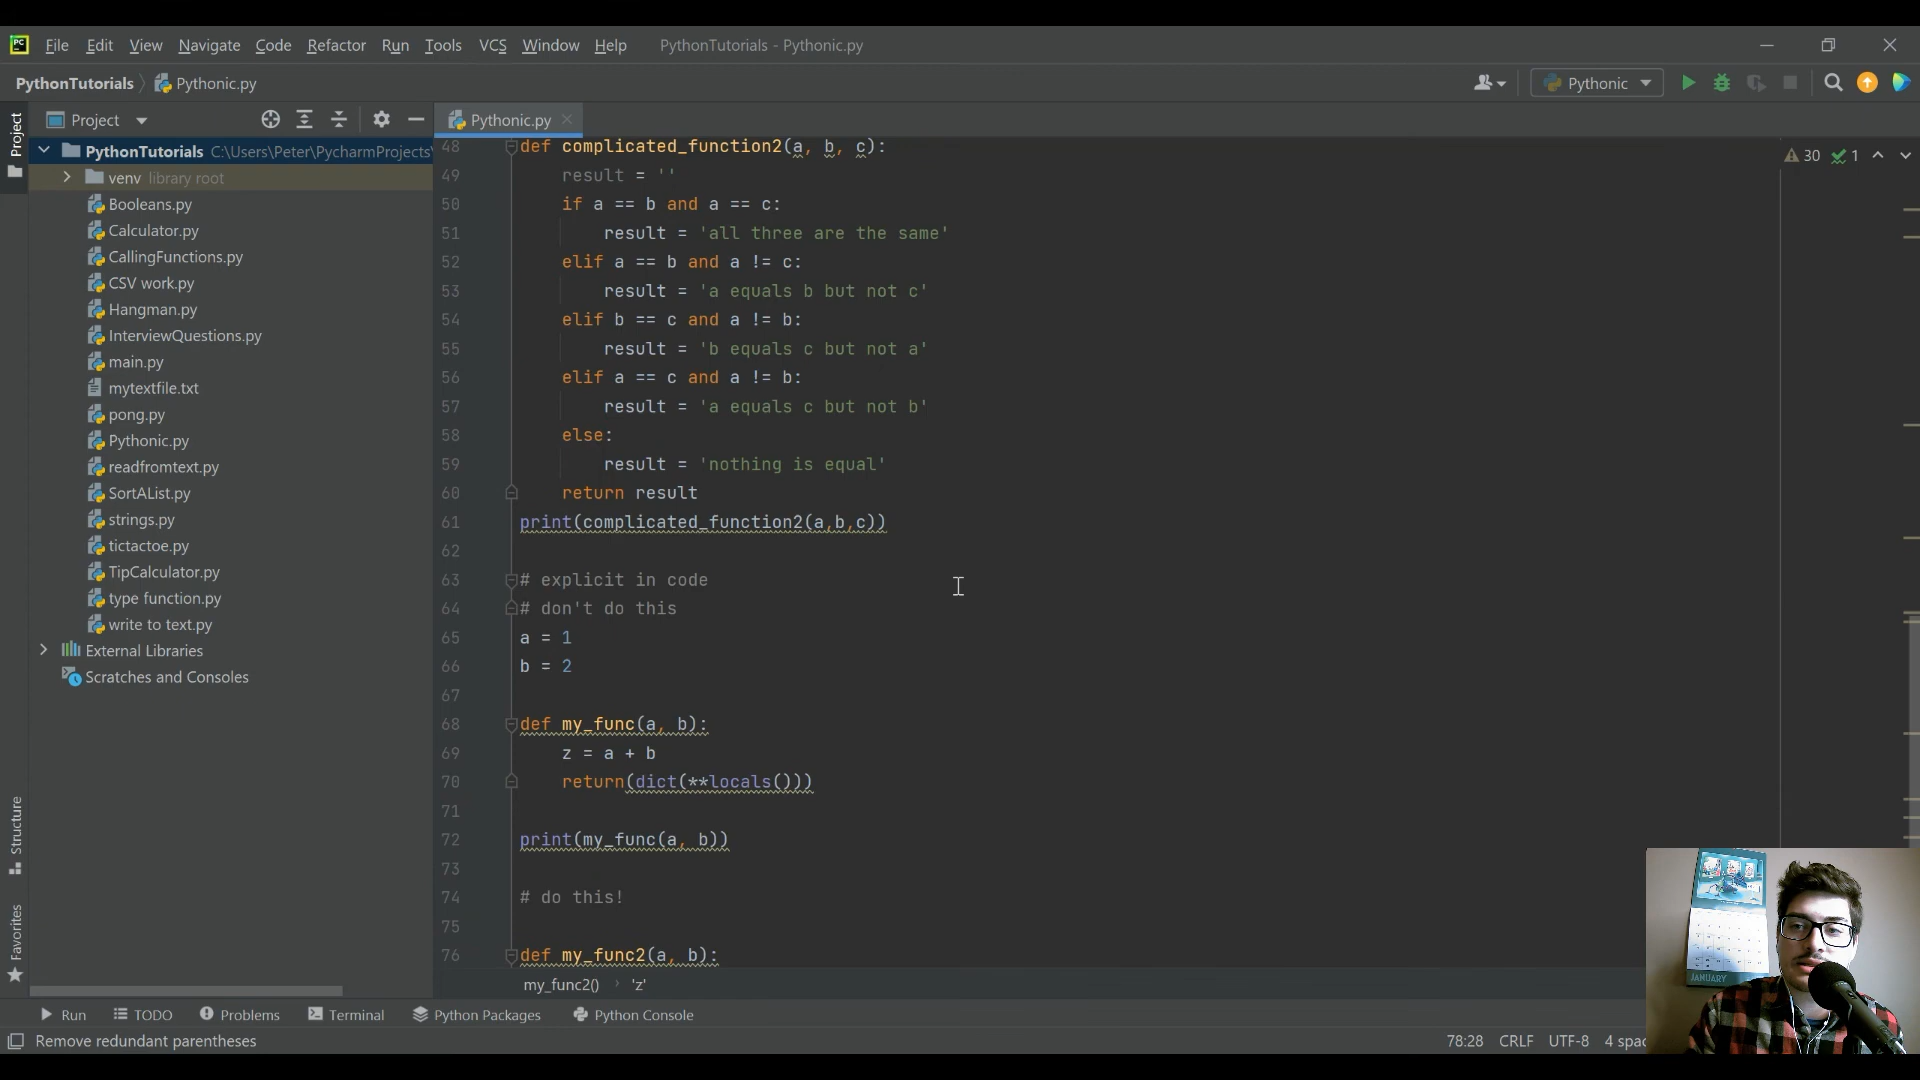 PC File Edit View Navigate Code Refactor Run Tools VCS Window Help PythonTutorials - Pythonic.py
PythonTutorials Pythonic.py Pythonic
Project
Project
Pythonic.py
PythonTutorials C:\Users\Peter\PycharmProjects\
venv library root
Booleans.py
Calculator.py
CallingFunctions.py
CSV work.py
Hangman.py
InterviewQuestions.py
main.py
mytextfile.txt
pong.py
Pythonic.py
readfromtext.py
SortAList.py
strings.py
tictactoe.py
TipCalculator.py
type function.py
write to text.py
External Libraries
Scratches and Consoles
Structure
Favorites
30 1
48 def complicated_function2(a, b, c):
49 result = ''
50 if a == b and a == c:
51 result = 'all three are the same'
52 elif a == b and a != c:
53 result = 'a equals b but not c'
54 elif b == c and a != b:
55 result = 'b equals c but not a'
56 elif a == c and a != b:
57 result = 'a equals c but not b'
58 else:
59 result = 'nothing is equal'
60 return result
61 print(complicated_function2(a,b,c))
62
63 # explicit in code
64 # don't do this
65 a = 1
66 b = 2
67
68 def my_func(a, b):
69 z = a + b
70 return(dict(**locals()))
71
72 print(my_func(a, b))
73
74 # do this!
75
76 def my_func2(a, b):
my_func2() › 'z'
JANUARY
Run TODO Problems Terminal Python Packages Python Console
Remove redundant parentheses 78:28 CRLF UTF-8 4 spac